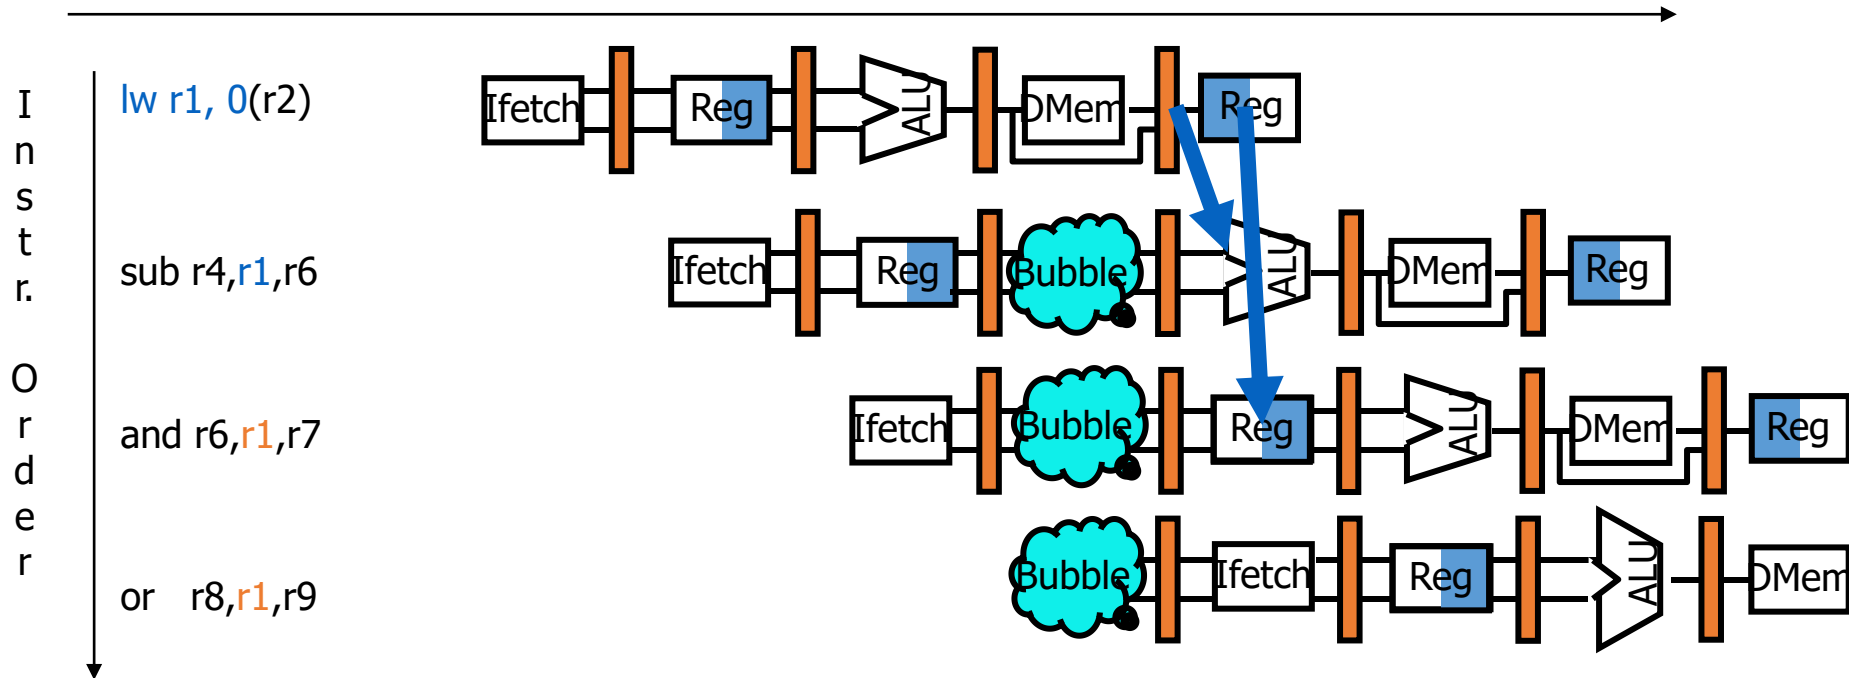 Instr. Order
lw r1, 0(r2)
Ifetch Reg ALU DMem Reg
sub r4,r1,r6
Ifetch Reg Bubble ALU DMem Reg
and r6,r1,r7
Ifetch Bubble Reg ALU DMem Reg
or r8,r1,r9
Bubble Ifetch Reg ALU DMem